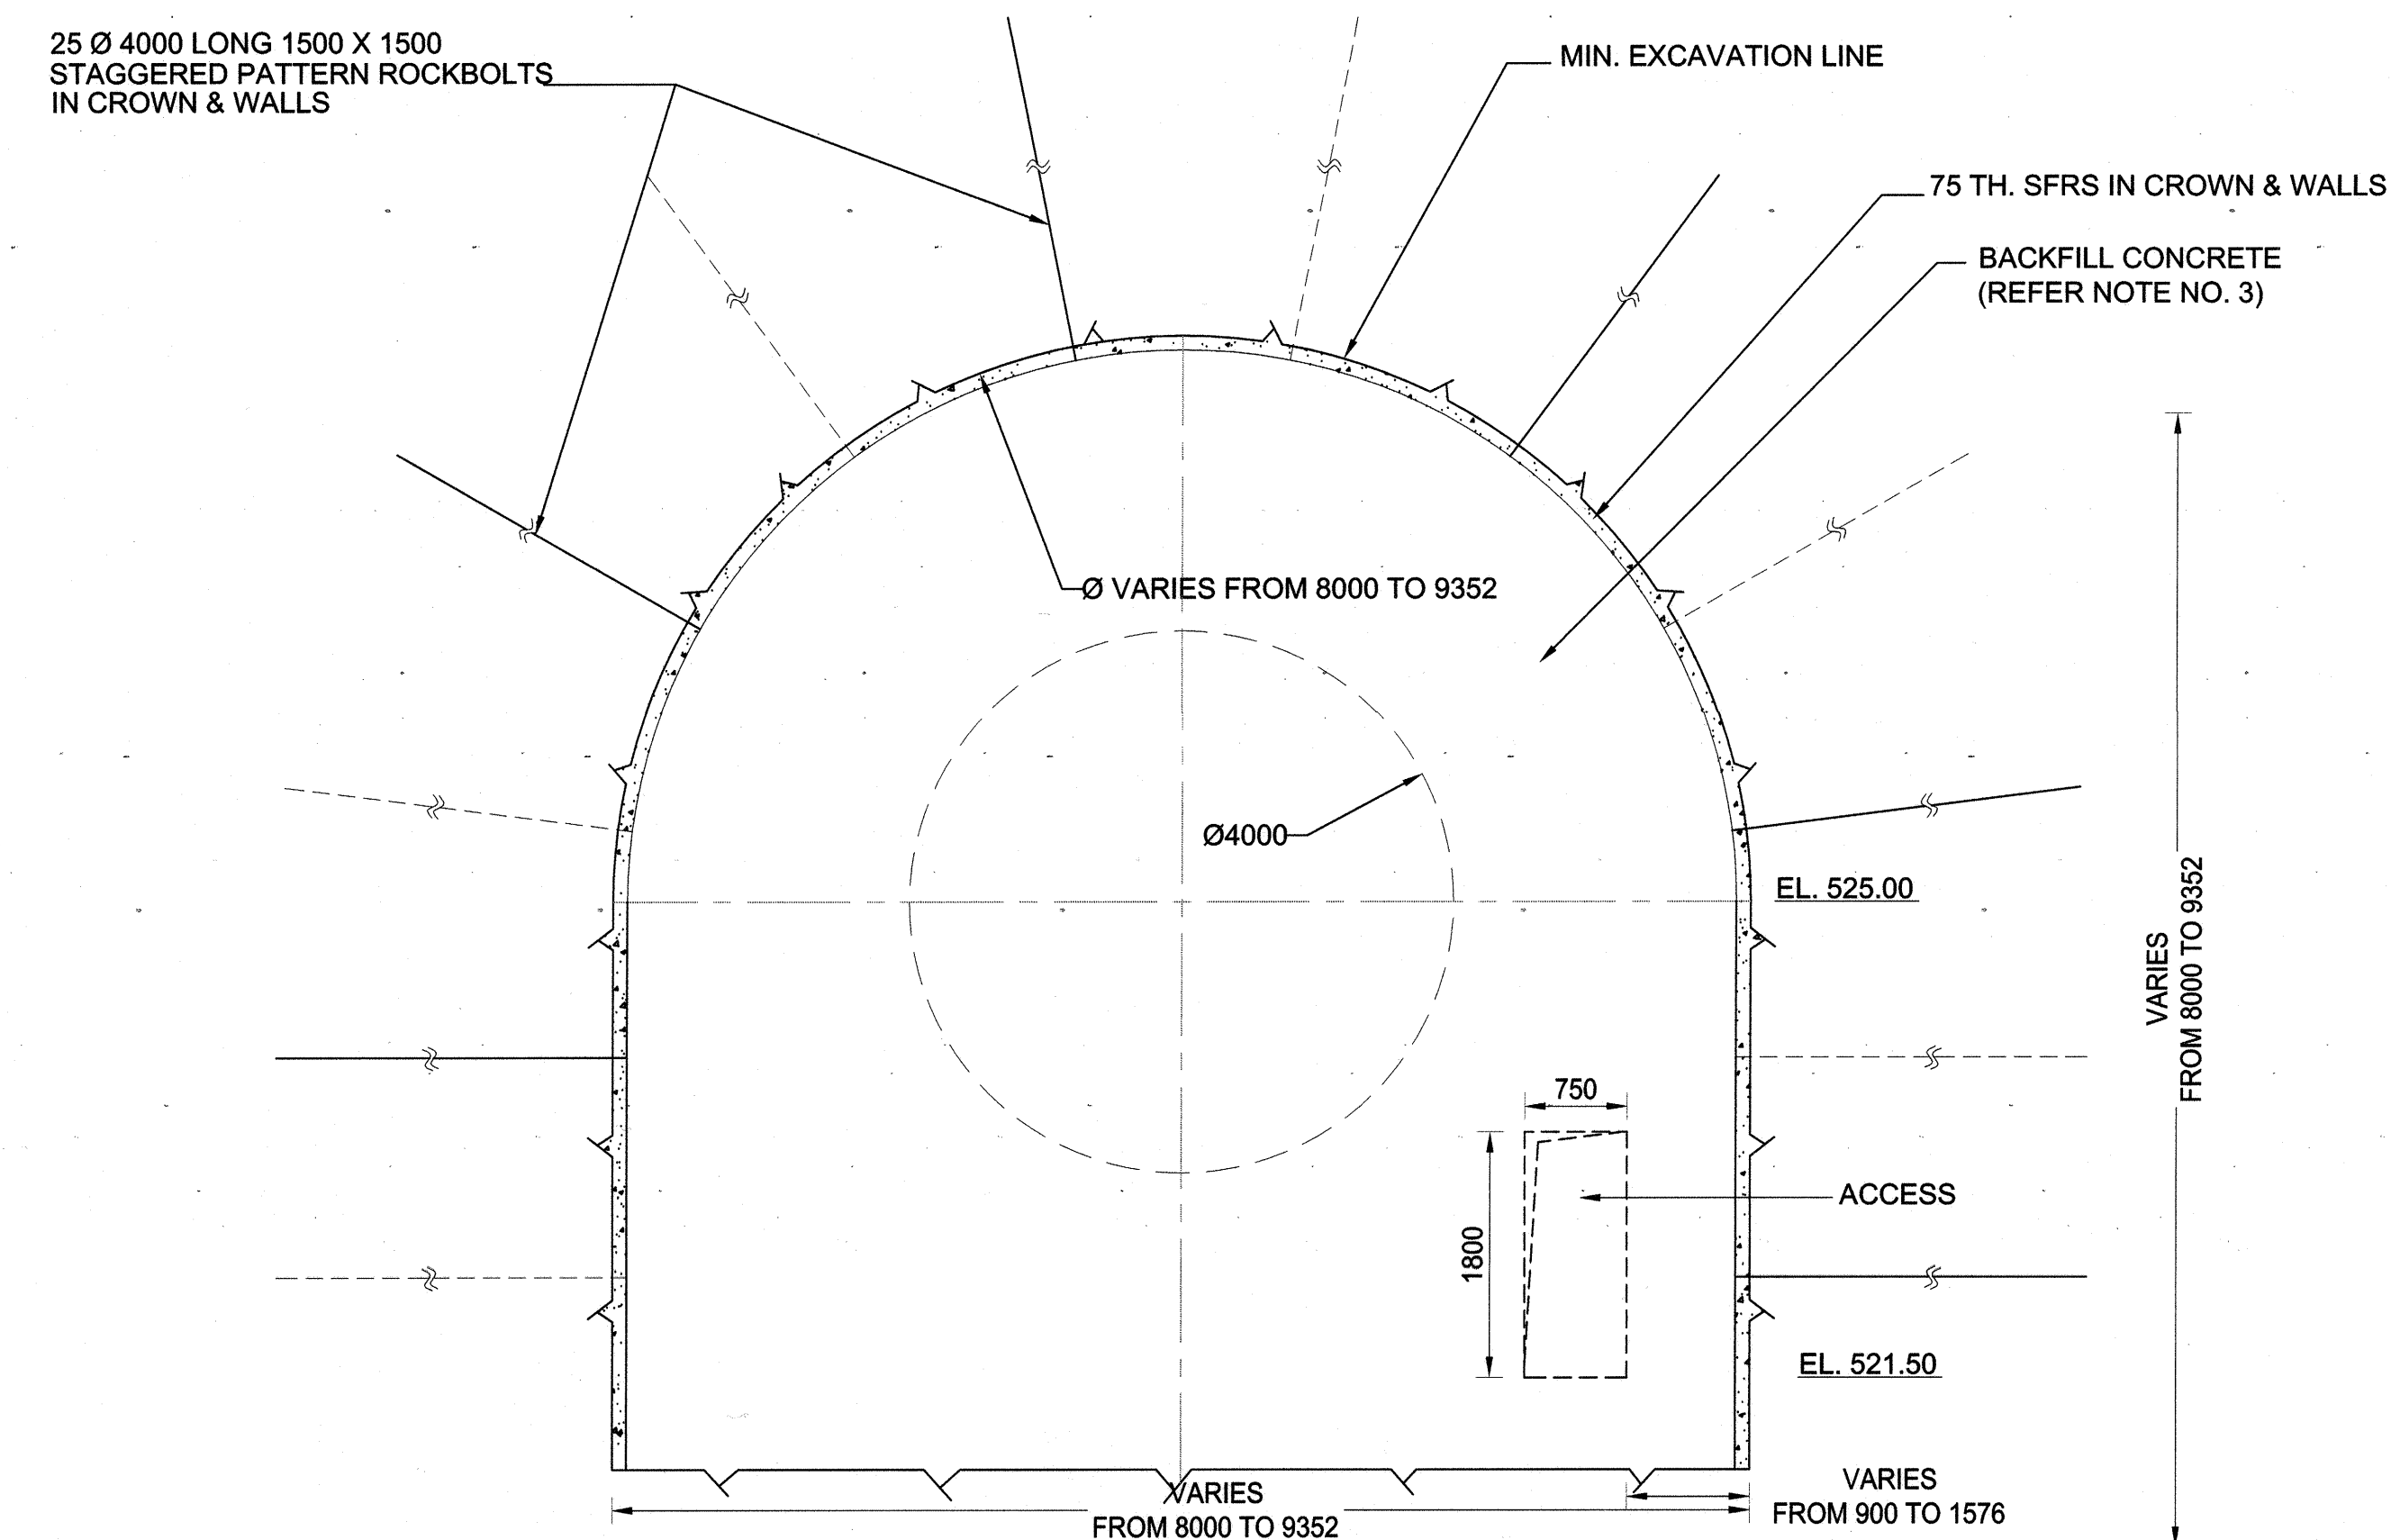 25 Ø 4000 LONG 1500 X 1500
STAGGERED PATTERN ROCKBOLTS
IN CROWN & WALLS
MIN. EXCAVATION LINE
75 TH. SFRS IN CROWN & WALLS
BACKFILL CONCRETE
(REFER NOTE NO. 3)
Ø VARIES FROM 8000 TO 9352
Ø4000
EL. 525.00
VARIES
FROM 8000 TO 9352
750
1800
ACCESS
EL. 521.50
VARIES
FROM 8000 TO 9352
VARIES
FROM 900 TO 1576